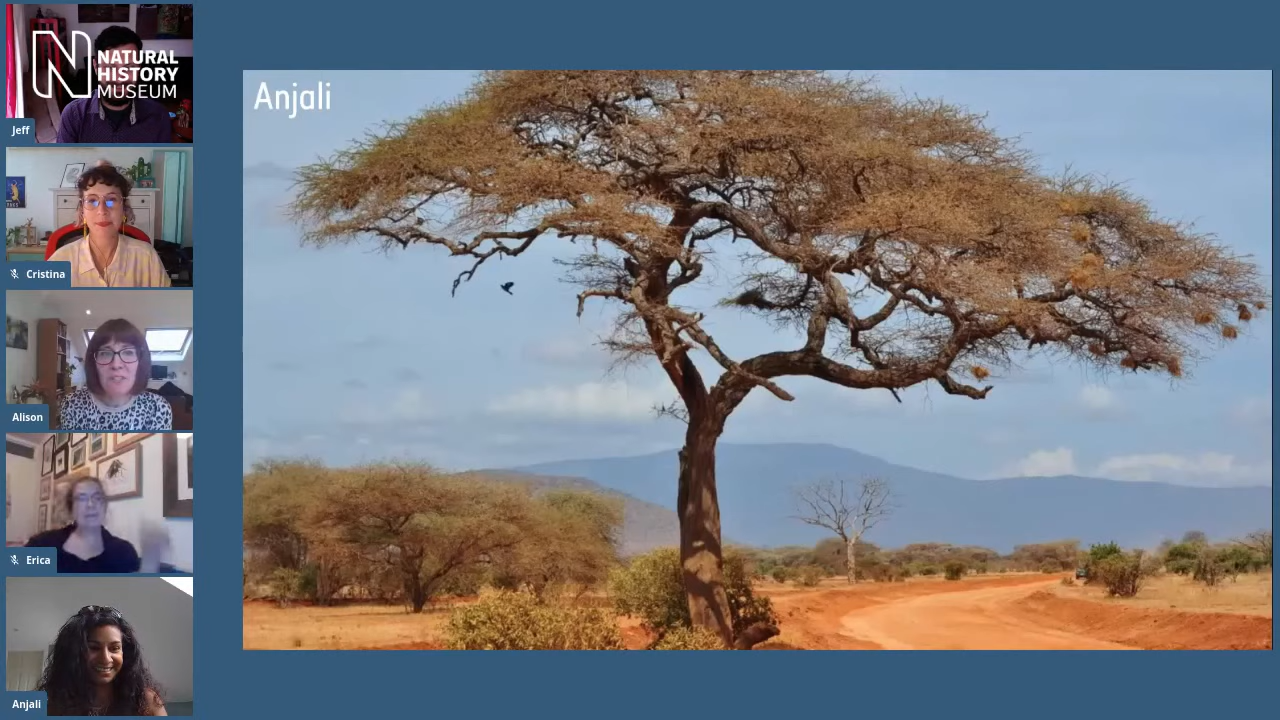 NATURAL
HISTORY
MUSEUM
Jeff
Cristina
Alison
Erica
Anjali
Anjali